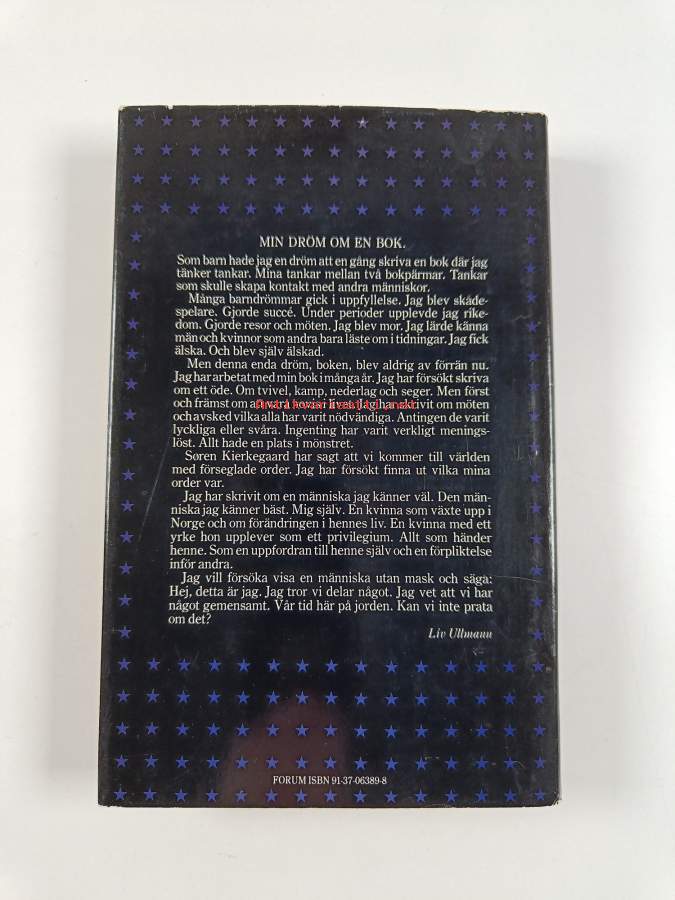 MIN DRÖM OM EN BOK.
Som barn hade jag en dröm att en gång skriva en bok där jag
tänker tankar. Mina tankar mellan två bokpärmar. Tankar
som skulle skapa kontakt med andra människor.
Många barndrömmar gick i uppfyllelse. Jag blev skåde-
spelare. Gjorde succé. Under perioder upplevde jag rike-
dom. Gjorde resor och möten. Jag blev mor. Jag lärde känna
män och kvinnor som andra bara läste om i tidningar. Jag fick
älska. Och blev själv älskad.
Men denna enda dröm, boken, blev aldrig av förrän nu.
Jag har arbetat med min bok i många år. Jag har försökt skriva
om ett öde. Om tvivel, kamp, nederlag och seger. Men först
och främst om att vara kvar i livet. Jag har skrivit om möten
och avsked vilka alla har varit nödvändiga. Antingen de varit
lyckliga eller svåra. Ingenting har varit verkligt menings-
löst. Allt hade en plats i mönstret.
Søren Kierkegaard har sagt att vi kommer till världen
med förseglade order. Jag har försökt finna ut vilka mina
order var.
Jag har skrivit om en människa jag känner väl. Den män-
niska jag känner bäst. Mig själv. En kvinna som växte upp i
Norge och om förändringen i hennes liv. En kvinna med ett
yrke hon upplever som ett privilegium. Allt som händer
henne. Som en uppfordran till henne själv och en förpliktelse
inför andra.
Jag vill försöka visa en människa utan mask och säga:
Hej, detta är jag. Jag tror vi delar något. Jag vet att vi har
något gemensamt. Vår tid här på jorden. Kan vi inte prata
om det?
Liv Ullmann
FORUM ISBN 91-37-06389-8